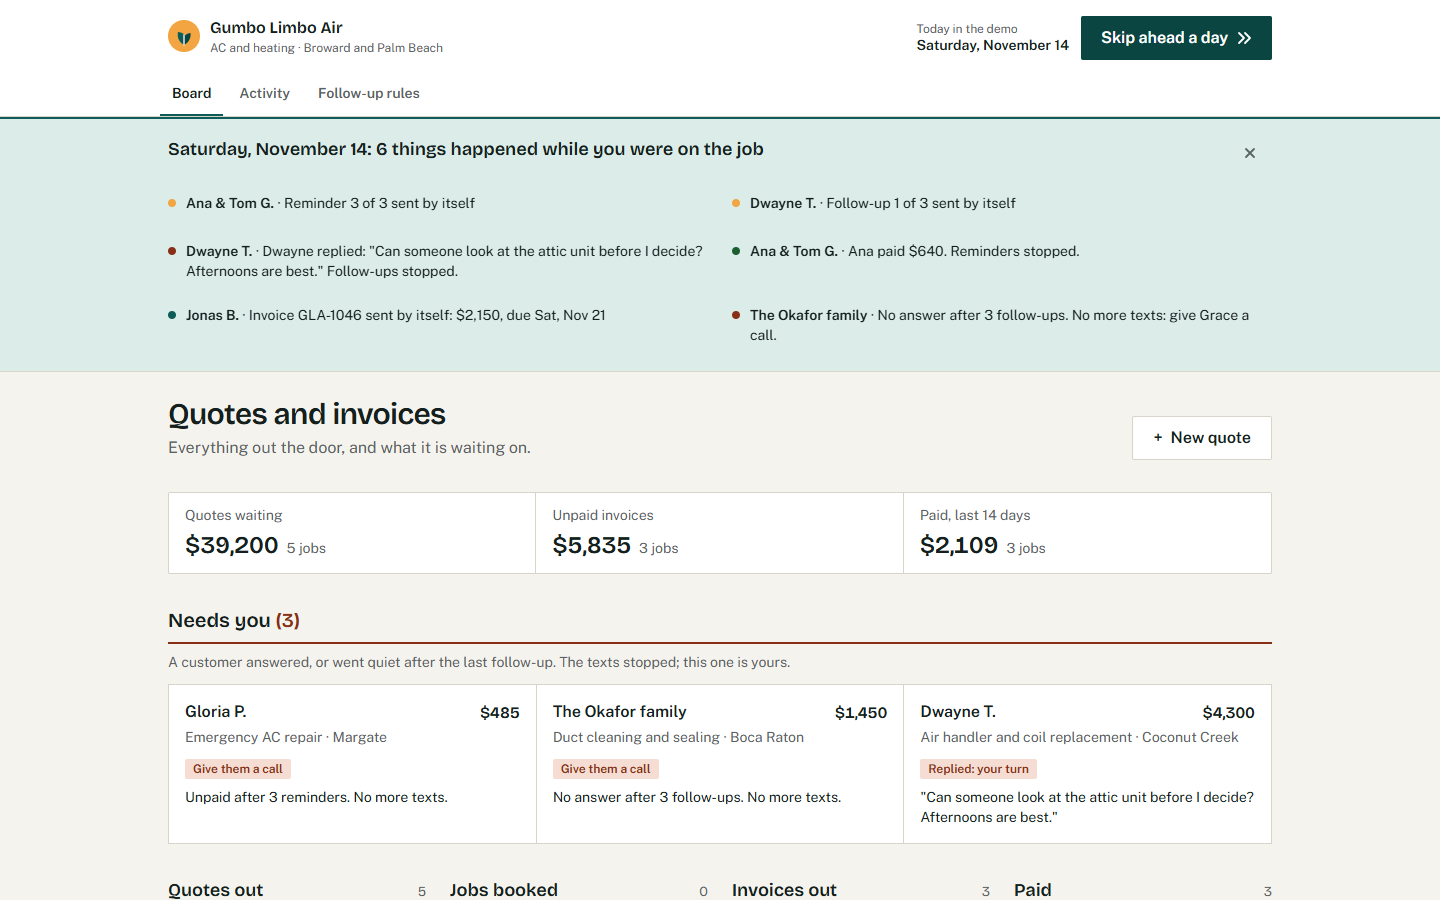 Gumbo Limbo Air
AC and heating · Broward and Palm Beach
Today in the demo
Saturday, November 14
Skip ahead a day
Board
Activity
Follow-up rules
Saturday, November 14: 6 things happened while you were on the job
Ana & Tom G. · Reminder 3 of 3 sent by itself
Dwayne T. · Follow-up 1 of 3 sent by itself
Dwayne T. · Dwayne replied: "Can someone look at the attic unit before I decide?
Afternoons are best." Follow-ups stopped.
Ana & Tom G. · Ana paid $640. Reminders stopped.
Jonas B. · Invoice GLA-1046 sent by itself: $2,150, due Sat, Nov 21
The Okafor family · No answer after 3 follow-ups. No more texts: give Grace a
call.
Quotes and invoices
Everything out the door, and what it is waiting on.
+ New quote
Quotes waiting
$39,200 5 jobs
Unpaid invoices
$5,835 3 jobs
Paid, last 14 days
$2,109 3 jobs
Needs you (3)
A customer answered, or went quiet after the last follow-up. The texts stopped; this one is yours.
Gloria P.
$485
Emergency AC repair · Margate
Give them a call
Unpaid after 3 reminders. No more texts.
The Okafor family
$1,450
Duct cleaning and sealing · Boca Raton
Give them a call
No answer after 3 follow-ups. No more texts.
Dwayne T.
$4,300
Air handler and coil replacement · Coconut Creek
Replied: your turn
"Can someone look at the attic unit before I decide?
Afternoons are best."
Quotes out 5
Jobs booked 0
Invoices out 3
Paid 3